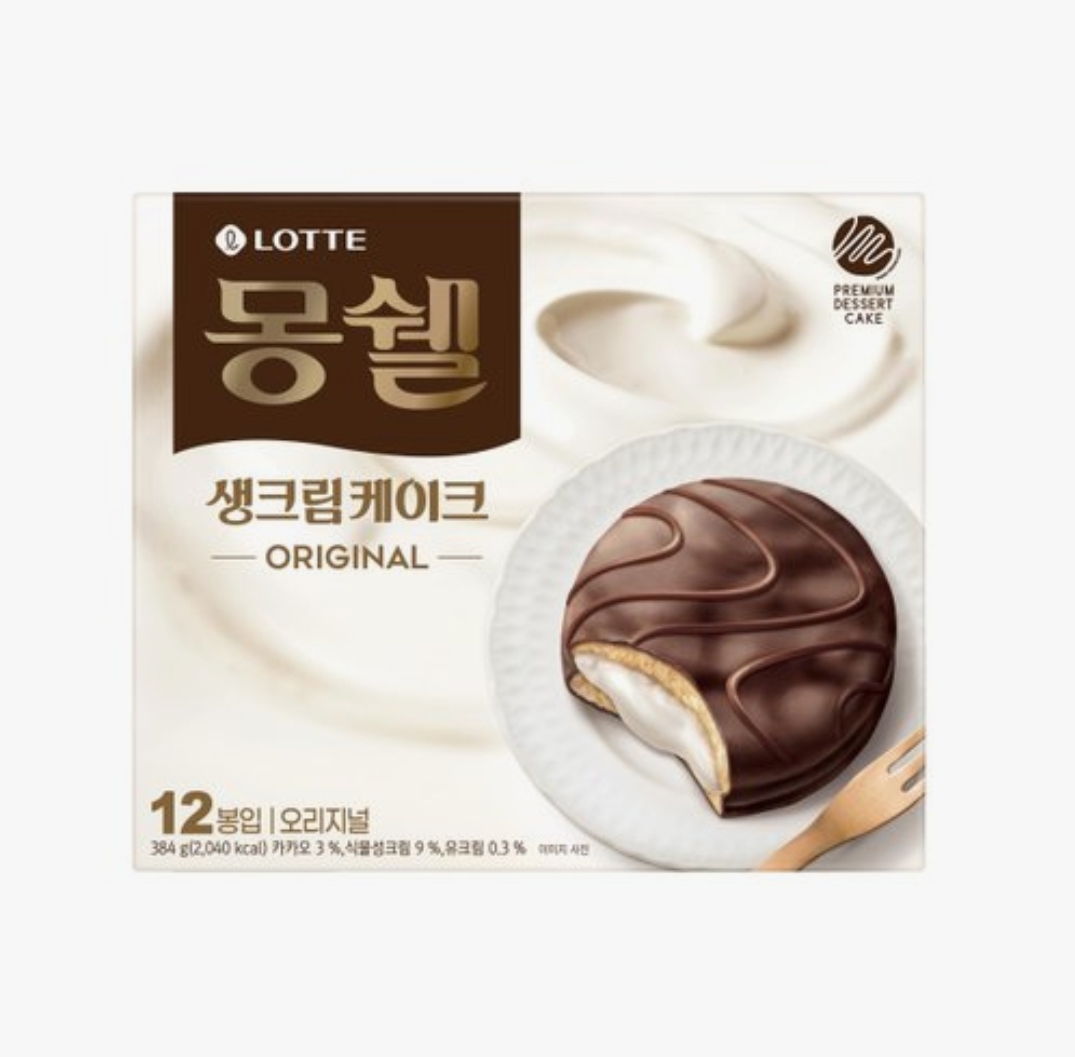 LOTTE
몽쉘
PREMIUM
DESSERT
CAKE
생크림케이크
ORIGINAL
12봉입 | 오리지널
384 g(2,040 kcal) 카카오 3 %,식물성크림 9 %,유크림 0.3 % 이미지 사진